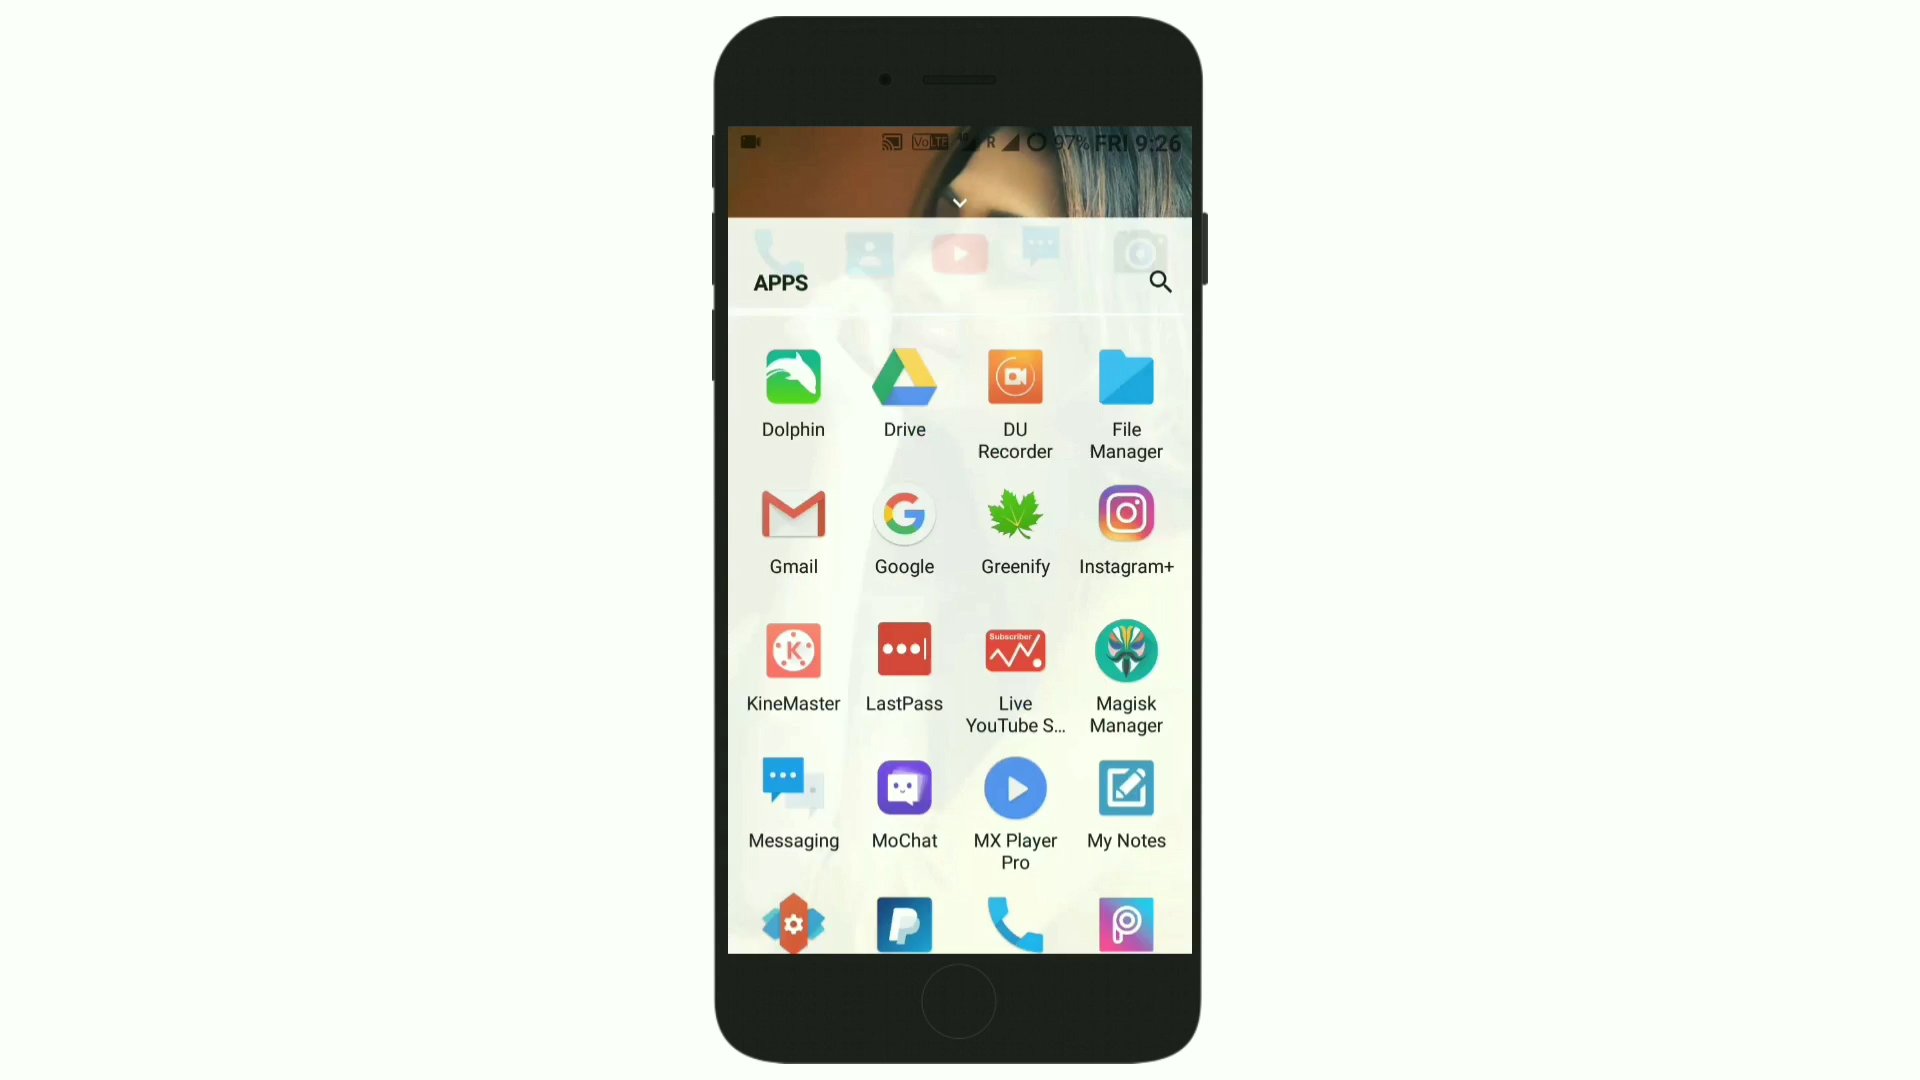 VoLTE R 97% FRI 9:26
APPS
Dolphin
Drive
DU
Recorder
File
Manager
Gmail
Google
Greenify
Instagram+
KineMaster
LastPass
Subscriber
Live
YouTube S...
Magisk
Manager
Messaging
MoChat
MX Player
Pro
My Notes